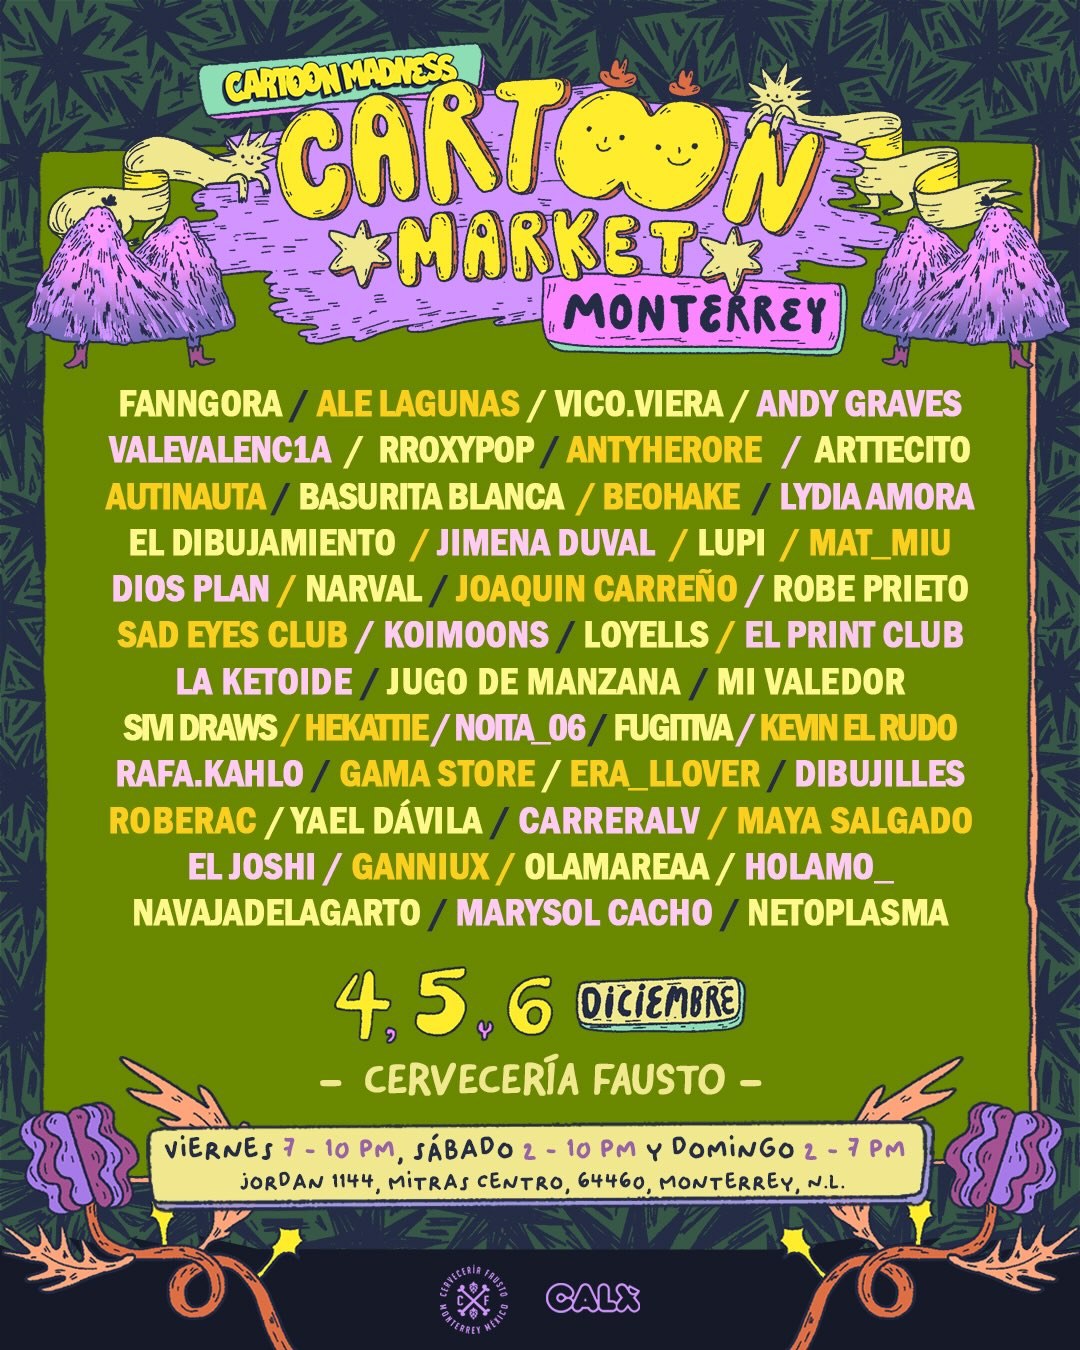 CARTOON MADNESS
CARTOON
MARKET
MONTERREY
FANNGORA / ALE LAGUNAS / VICO.VIERA / ANDY GRAVES
VALEVALENC1A / RROXYPOP / ANTYHERORE / ARTTECITO
AUTINAUTA / BASURITA BLANCA / BEOHAKE / LYDIA AMORA
EL DIBUJAMIENTO / JIMENA DUVAL / LUPI / MAT_MIU
DIOS PLAN / NARVAL / JOAQUIN CARREÑO / ROBE PRIETO
SAD EYES CLUB / KOIMOONS / LOYELLS / EL PRINT CLUB
LA KETOIDE / JUGO DE MANZANA / MI VALEDOR
SIVI DRAWS / HEKATTIE / NOITA_06 / FUGITIVA / KEVIN EL RUDO
RAFA.KAHLO / GAMA STORE / ERA_LLOVER / DIBUJILLES
ROBERAC / YAEL DÁVILA / CARRERALV / MAYA SALGADO
EL JOSHI / GANNIUX / OLAMAREAA / HOLAMO_
NAVAJADELAGARTO / MARYSOL CACHO / NETOPLASMA
4, 5 y 6 DICIEMBRE
- CERVECERÍA FAUSTO -
VIERNES 7 - 10 PM, SÁBADO 2 - 10 PM Y DOMINGO 2 - 7 PM
JORDAN 1144, MITRAS CENTRO, 64460, MONTERREY, N.L.
CERVECERÍA FAUSTO
C F
MONTERREY MÉXICO
CALX